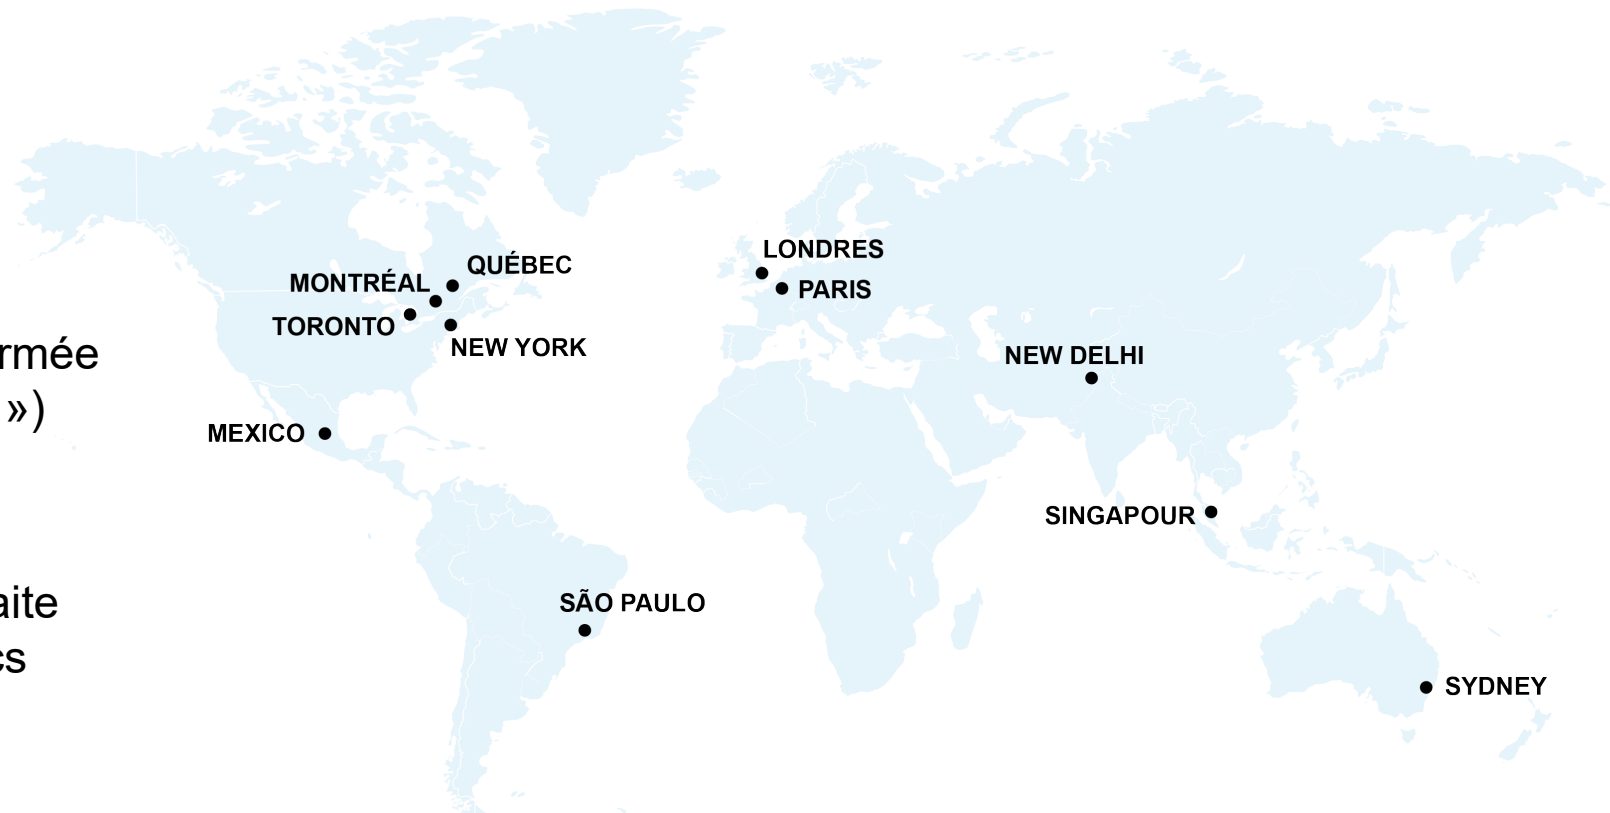 LONDRES
QUÉBEC
MONTRÉAL
PARIS
TORONTO
NEW YORK
rmée
NEW DELHI
»)
MEXICO
SINGAPOUR
aite
SÃO PAULO
cs
SYDNEY